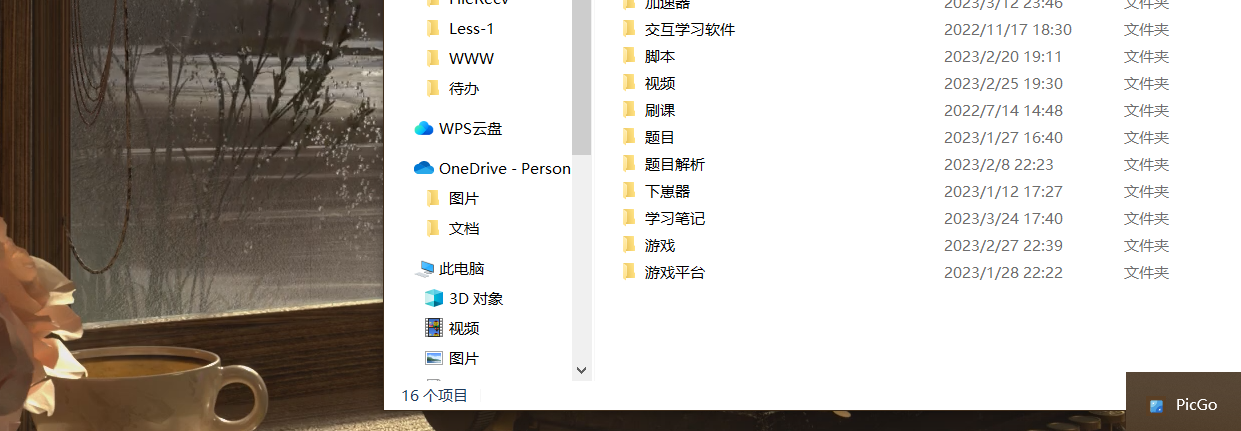 FileRecv
Less-1
WWW
待办
WPS云盘
OneDrive - Person
图片
文档
此电脑
3D 对象
视频
图片
加速器 2023/3/12 23:46 文件夹
交互学习软件 2022/11/17 18:30 文件夹
脚本 2023/2/20 19:11 文件夹
视频 2023/2/25 19:30 文件夹
刷课 2022/7/14 14:48 文件夹
题目 2023/1/27 16:40 文件夹
题目解析 2023/2/8 22:23 文件夹
下崽器 2023/1/12 17:27 文件夹
学习笔记 2023/3/24 17:40 文件夹
游戏 2023/2/27 22:39 文件夹
游戏平台 2023/1/28 22:22 文件夹
16 个项目
PicGo